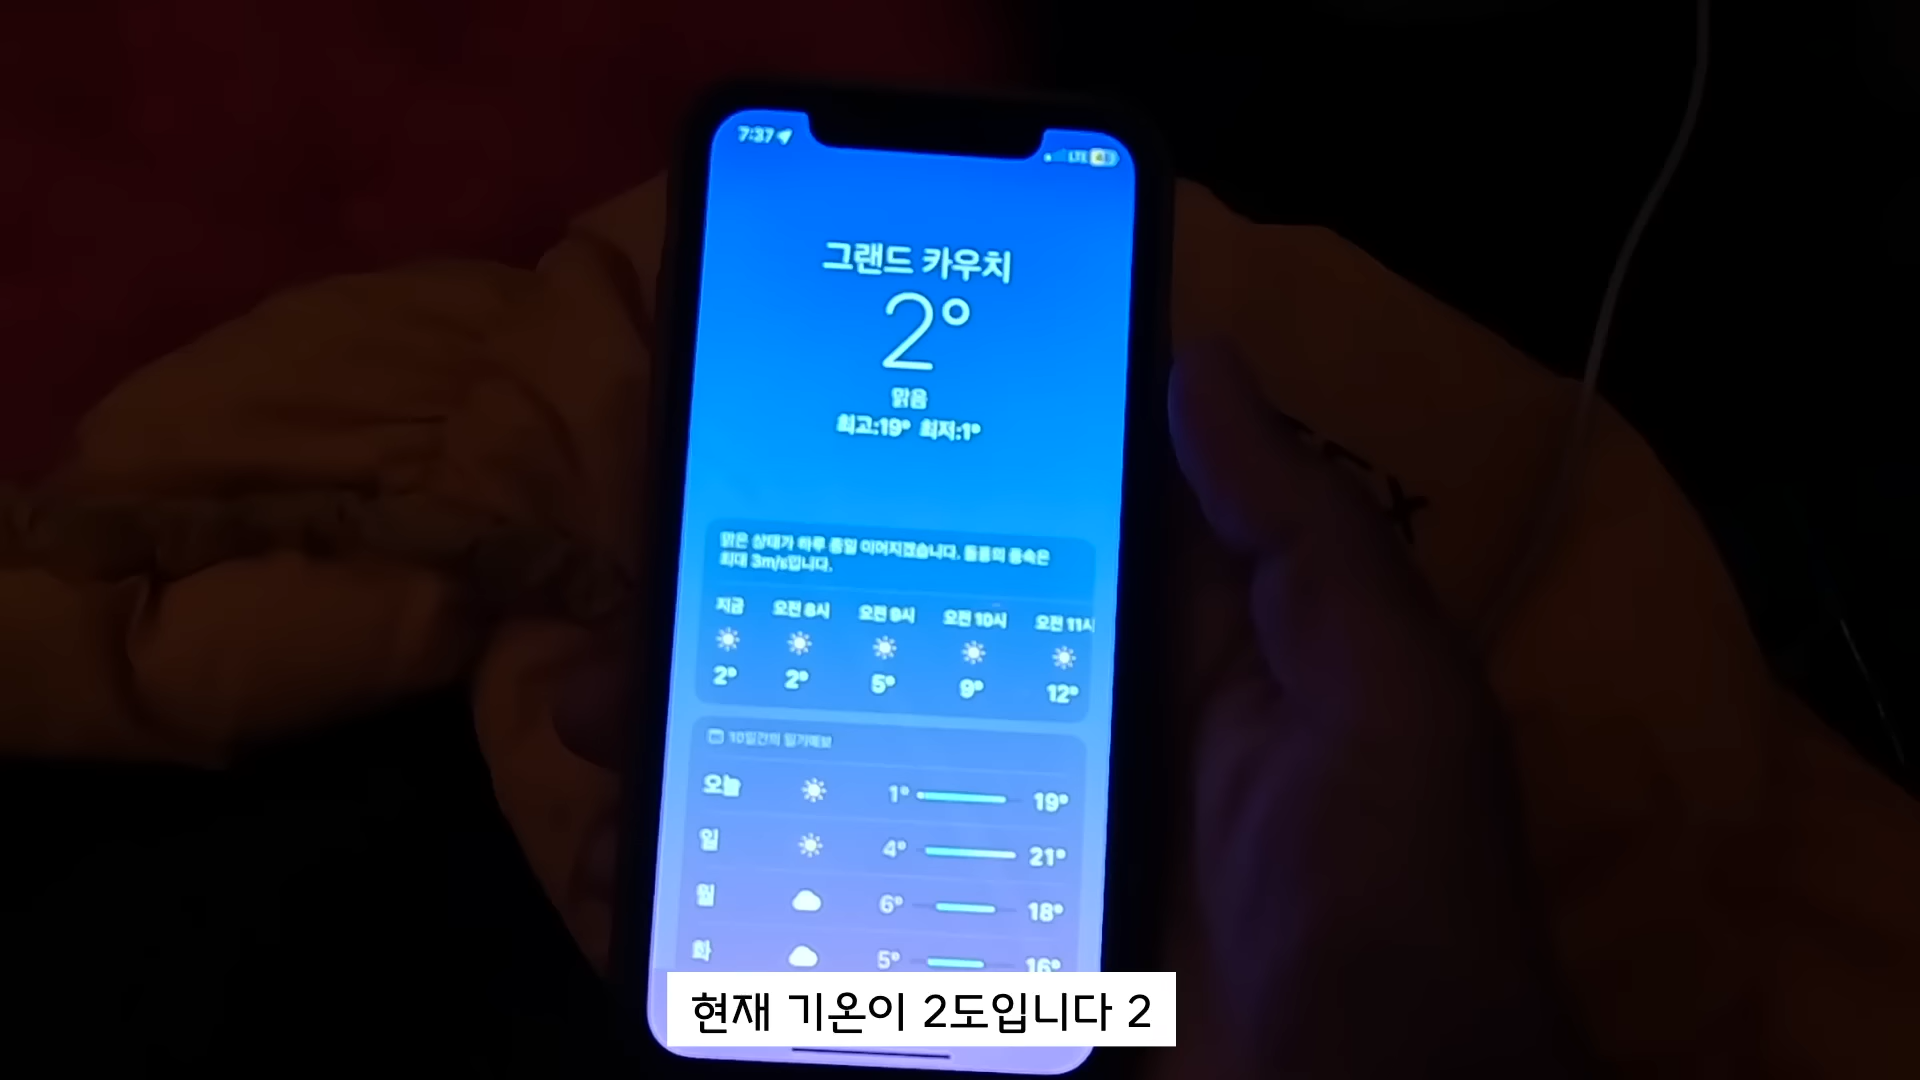 7:37
LTE
그랜드 카우치
2°
맑음
최고:19° 최저:1°
맑은 상태가 하루 종일 이어지겠습니다. 돌풍의 풍속은
최대 3m/s입니다.
지금 오전 8시 오전 9시 오전 10시 오전 11시
2° 2° 5° 9° 12°
10일간의 일기예보
오늘 1° 19°
일 4° 21°
월 6° 18°
화 5° 16°
현재 기온이 2도입니다 2